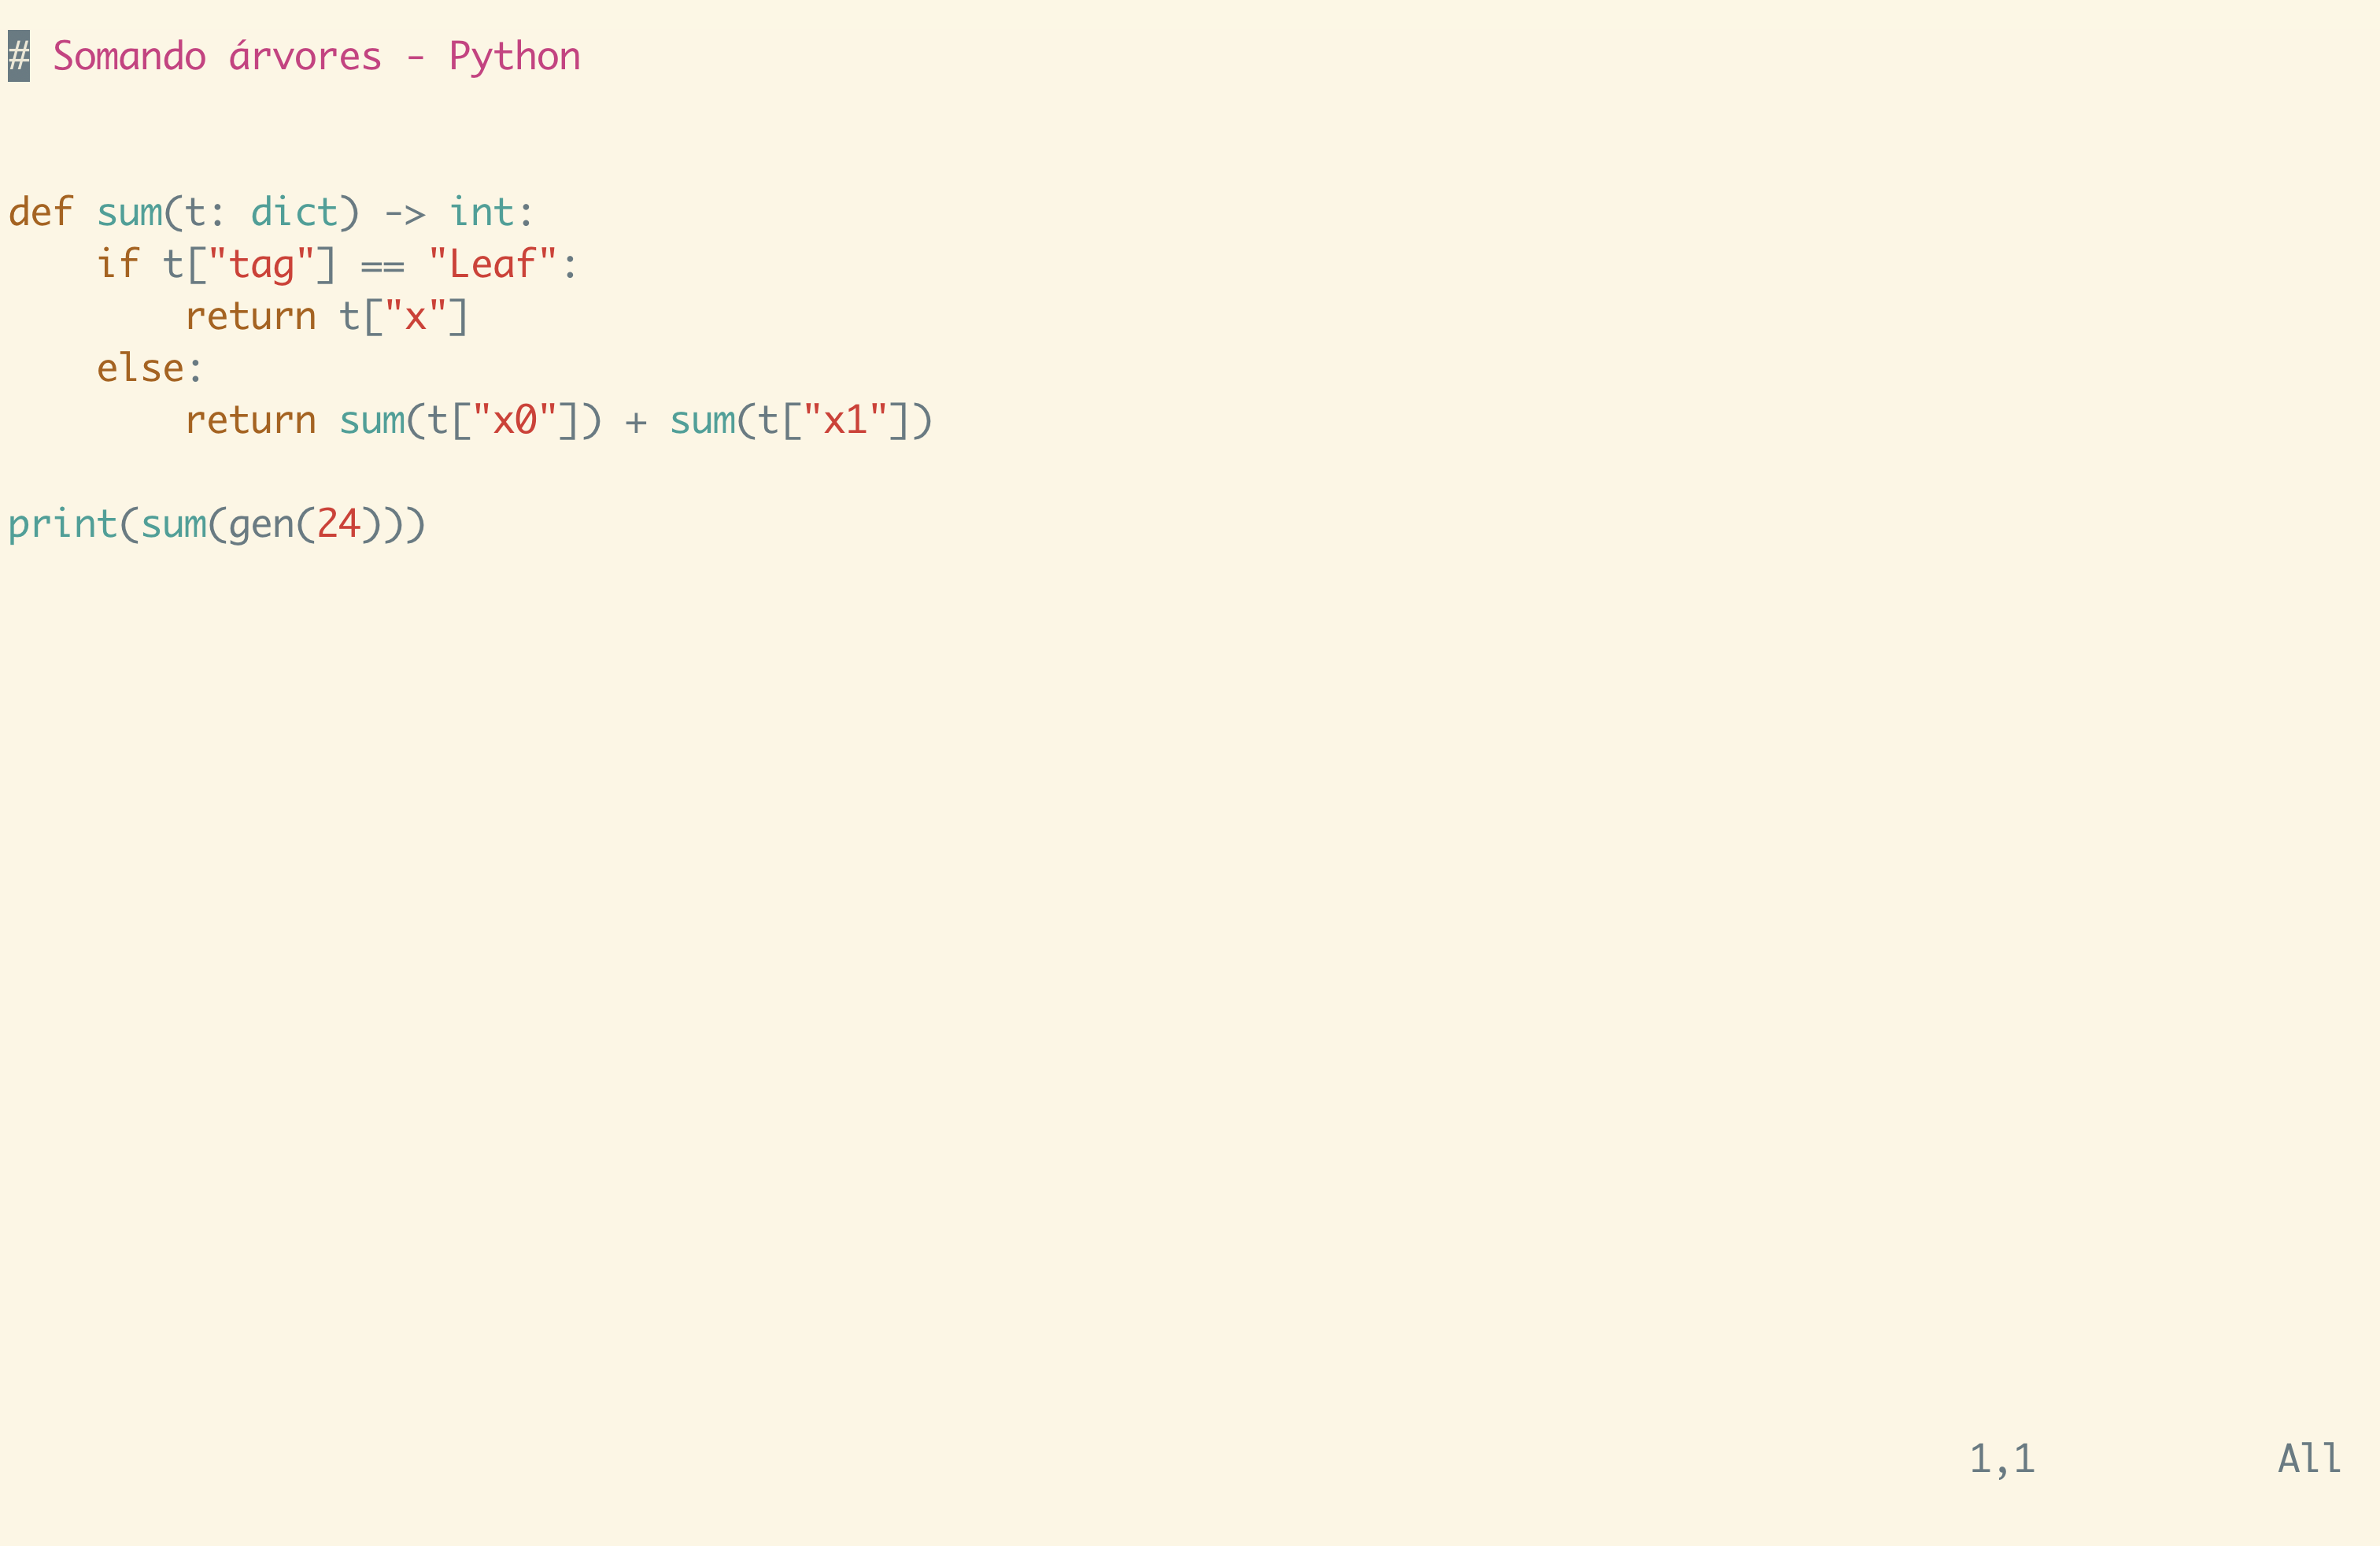 # Somando árvores - Python
def sum(t: dict) -> int:
    if t["tag"] == "Leaf":
        return t["x"]
    else:
        return sum(t["x0"]) + sum(t["x1"])
print(sum(gen(24)))
1,1 All